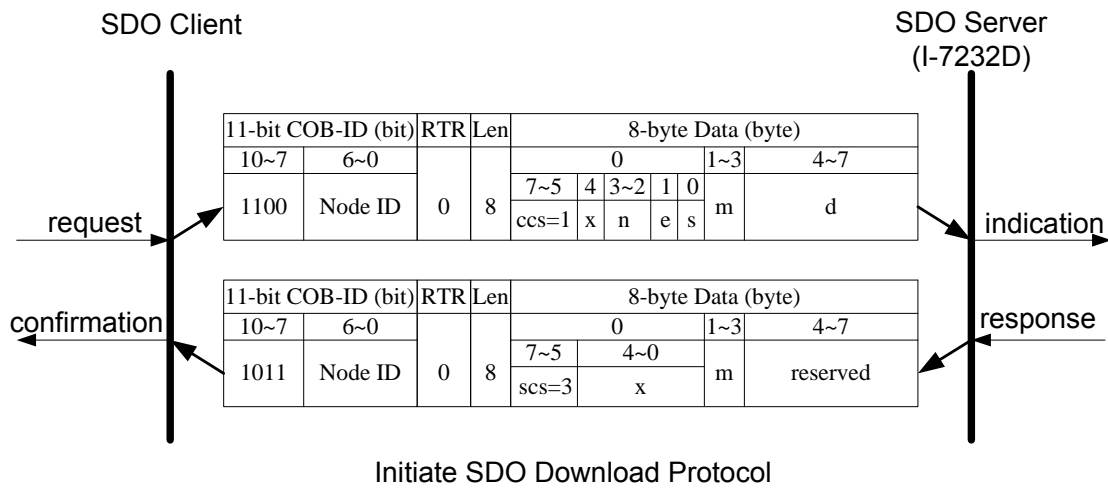 SDO Client
SDO Server
(I-7232D)
11-bit COB-ID (bit) RTR Len 8-byte Data (byte)
10~7 6~0 0 8 0 1~3 4~7
1100 Node ID 7~5 4 3~2 1 0 m d
ccs=1 x n e s
request
indication
11-bit COB-ID (bit) RTR Len 8-byte Data (byte)
10~7 6~0 0 8 0 1~3 4~7
1011 Node ID 7~5 4~0 m reserved
scs=3 x
confirmation
response
Initiate SDO Download Protocol